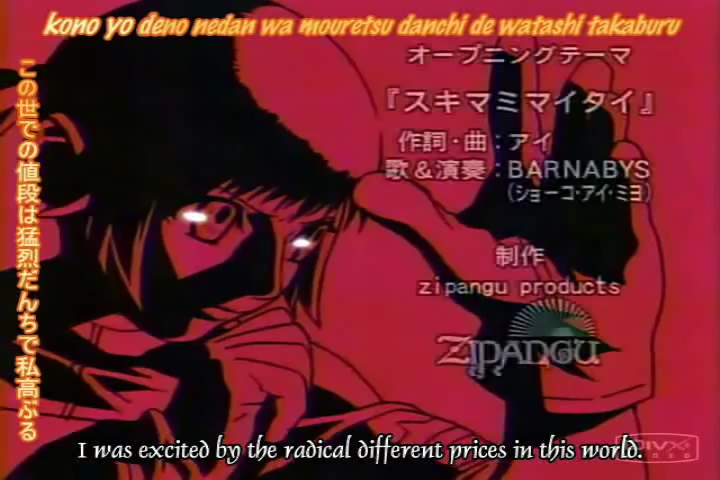 kono yo deno nedan wa mouretsu danchi de watashi takaburu
この世での値段は猛烈だんちで私高ぶる
オープニングテーマ
『スキマミマイタイ』
作詞・曲：アイ
歌&演奏：BARNABYS
(ショーコ・アイ・ミヨ)
制作
zipangu products
ZIPANGU
I was excited by the radical different prices in this world.
DIVX
VIDEO